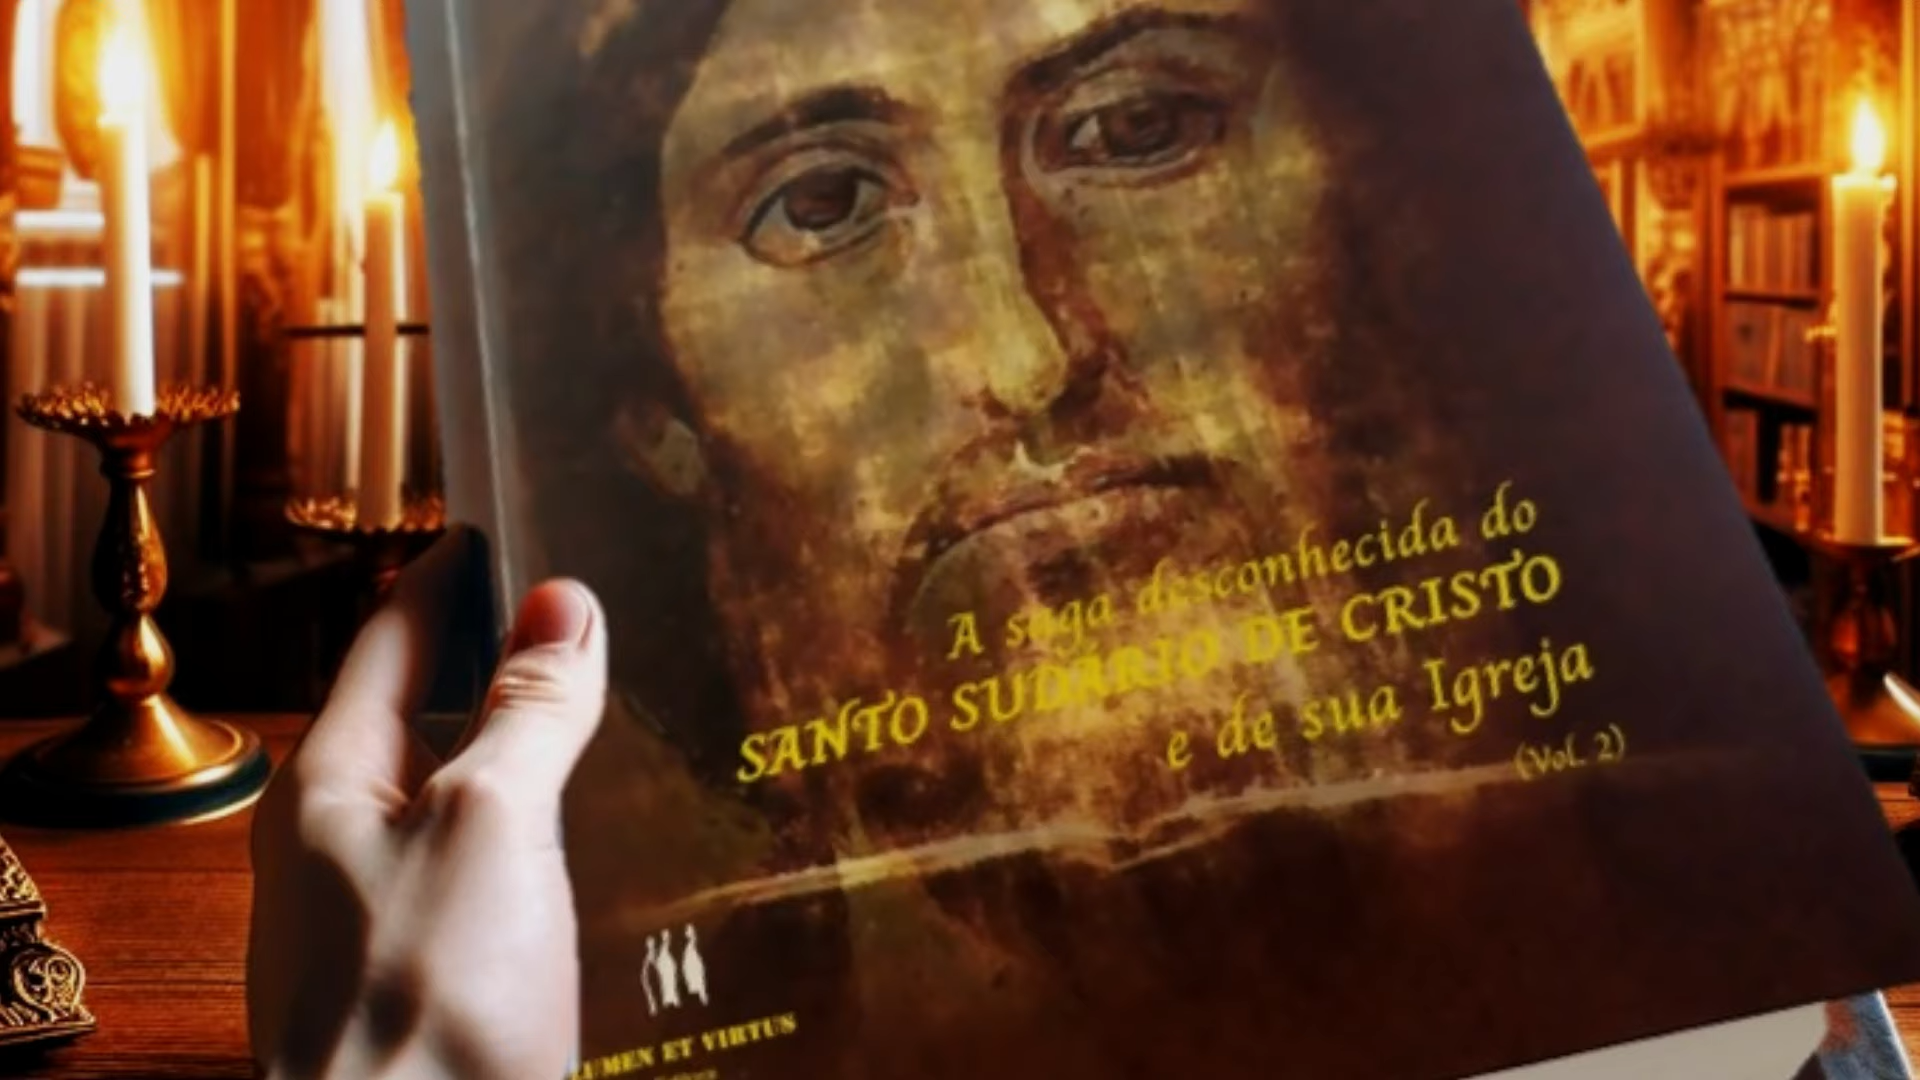 A saga desconhecida do
SANTO SUDÁRIO DE CRISTO
e de sua Igreja
(Vol. 2)
LUMEN ET VIRTUS